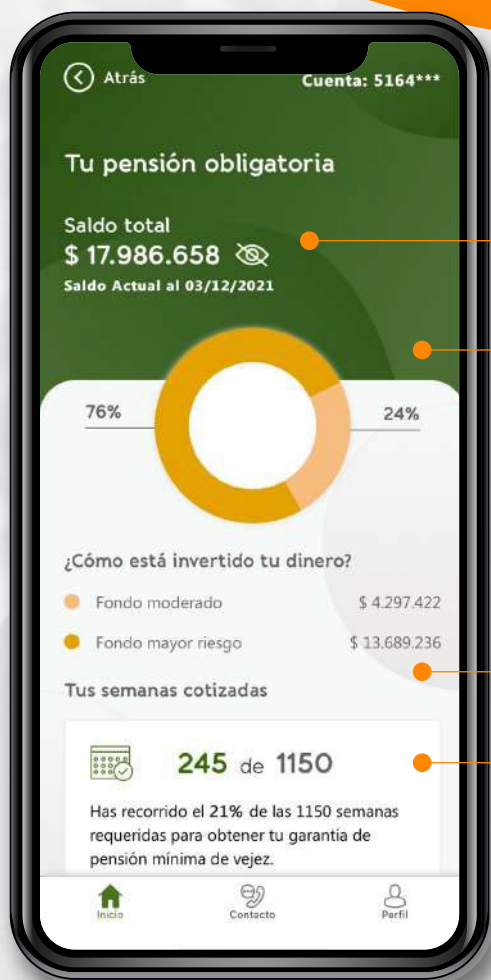 Atrás
Cuenta: 5164***
Tu pensión obligatoria
Saldo total
$ 17.986.658
Saldo Actual al 03/12/2021
76%
24%
¿Cómo está invertido tu dinero?
Fondo moderado $ 4.297.422
Fondo mayor riesgo $ 13.689.236
Tus semanas cotizadas
245 de 1150
Has recorrido el 21% de las 1150 semanas
requeridas para obtener tu garantía de
pensión mínima de vejez.
Inicio Contacto Perfil